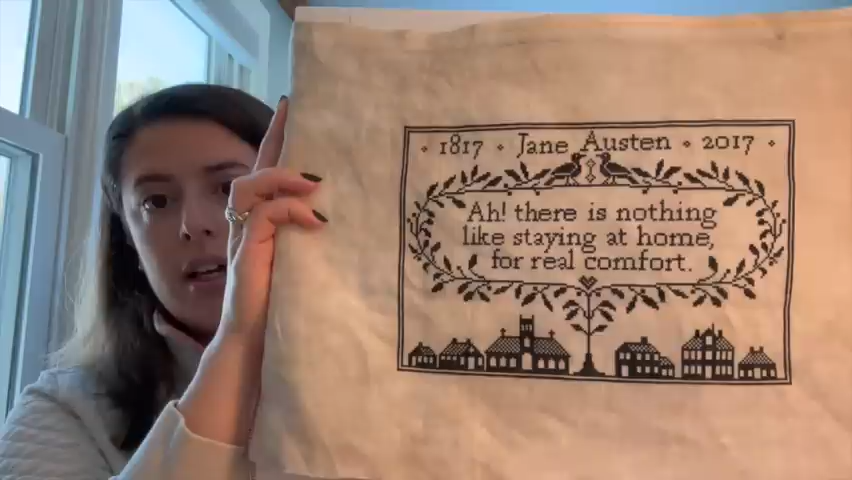 1817 · Jane Austen · 2017
Ah! there is nothing
like staying at home,
for real comfort.